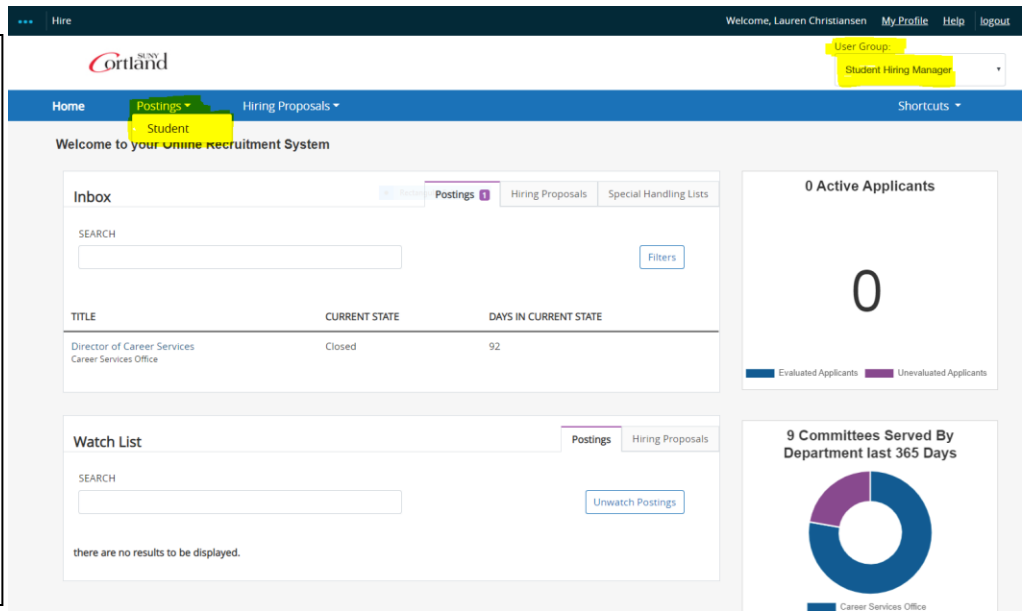 Hire
Welcome, Lauren Christiansen My Profile Help logout
SUNY
Cortland
User Group:
Student Hiring Manager
Home Postings Hiring Proposals Shortcuts
Student
Welcome to your Online Recruitment System
Inbox
Postings 1 Hiring Proposals Special Handling Lists
SEARCH
Filters
TITLE CURRENT STATE DAYS IN CURRENT STATE
Director of Career Services Closed 92
Career Services Office
0 Active Applicants
0
Evaluated Applicants Unevaluated Applicants
Watch List
Postings Hiring Proposals
SEARCH
Unwatch Postings
there are no results to be displayed.
9 Committees Served By
Department last 365 Days
Career Services Office